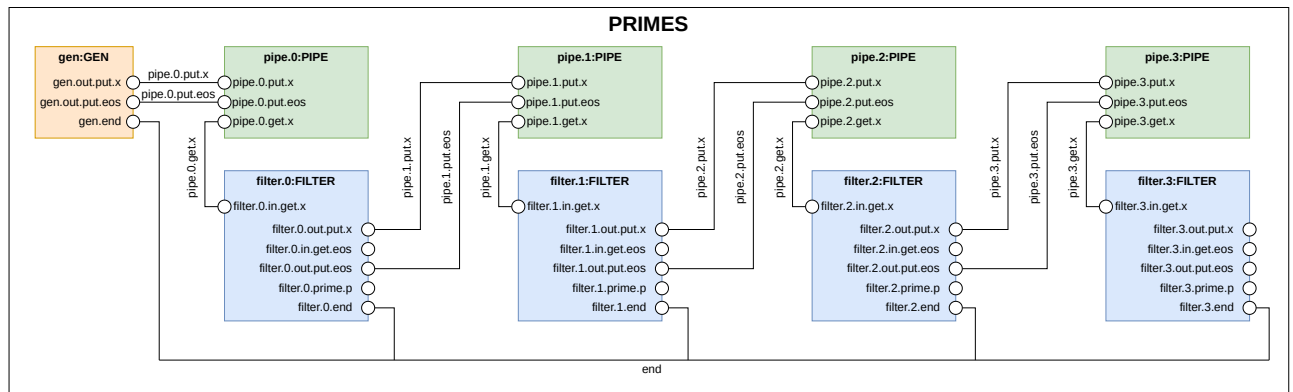 PRIMES
gen:GEN
gen.out.put.x
gen.out.put.eos
gen.end
pipe.0.put.x
pipe.0.put.eos
pipe.0:PIPE
pipe.0.put.x
pipe.0.put.eos
pipe.0.get.x
pipe.0.get.x
filter.0:FILTER
filter.0.in.get.x
filter.0.out.put.x
filter.0.in.get.eos
filter.0.out.put.eos
filter.0.prime.p
filter.0.end
pipe.1.put.x
pipe.1.put.eos
pipe.1.get.x
pipe.1:PIPE
pipe.1.put.x
pipe.1.put.eos
pipe.1.get.x
filter.1:FILTER
filter.1.in.get.x
filter.1.out.put.x
filter.1.in.get.eos
filter.1.out.put.eos
filter.1.prime.p
filter.1.end
pipe.2.put.x
pipe.2.put.eos
pipe.2.get.x
pipe.2:PIPE
pipe.2.put.x
pipe.2.put.eos
pipe.2.get.x
filter.2:FILTER
filter.2.in.get.x
filter.2.out.put.x
filter.2.in.get.eos
filter.2.out.put.eos
filter.2.prime.p
filter.2.end
pipe.3.put.x
pipe.3.put.eos
pipe.3.get.x
pipe.3:PIPE
pipe.3.put.x
pipe.3.put.eos
pipe.3.get.x
filter.3:FILTER
filter.3.in.get.x
filter.3.out.put.x
filter.3.in.get.eos
filter.3.out.put.eos
filter.3.prime.p
filter.3.end
end